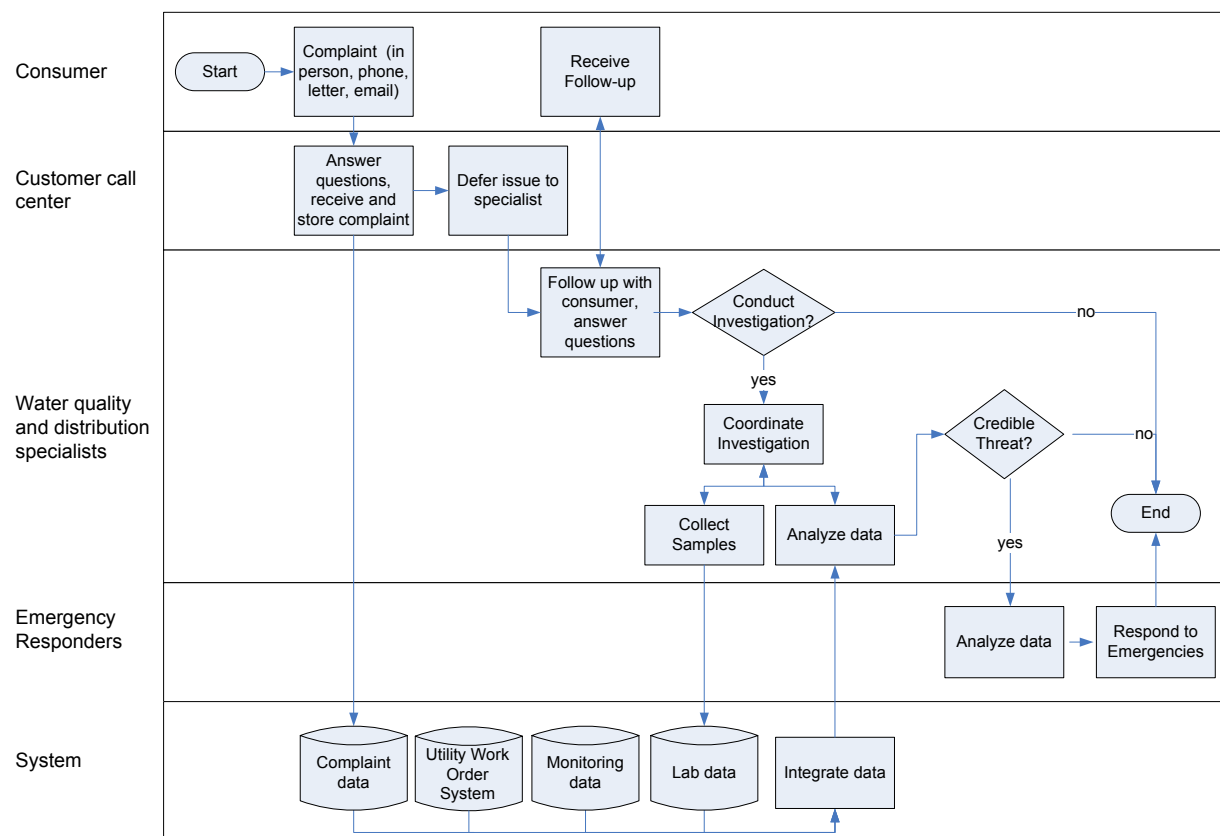 Consumer
Start
Complaint (in
person, phone,
letter, email)
Receive
Follow-up
Customer call
center
Answer
questions,
receive and
store complaint
Defer issue to
specialist
Water quality
and distribution
specialists
Follow up with
consumer,
answer
questions
Conduct
Investigation?
no
yes
Coordinate
Investigation
Credible
Threat?
no
Collect
Samples
Analyze data
yes
End
Emergency
Responders
Analyze data
Respond to
Emergencies
System
Complaint
data
Utility Work
Order
System
Monitoring
data
Lab data
Integrate data